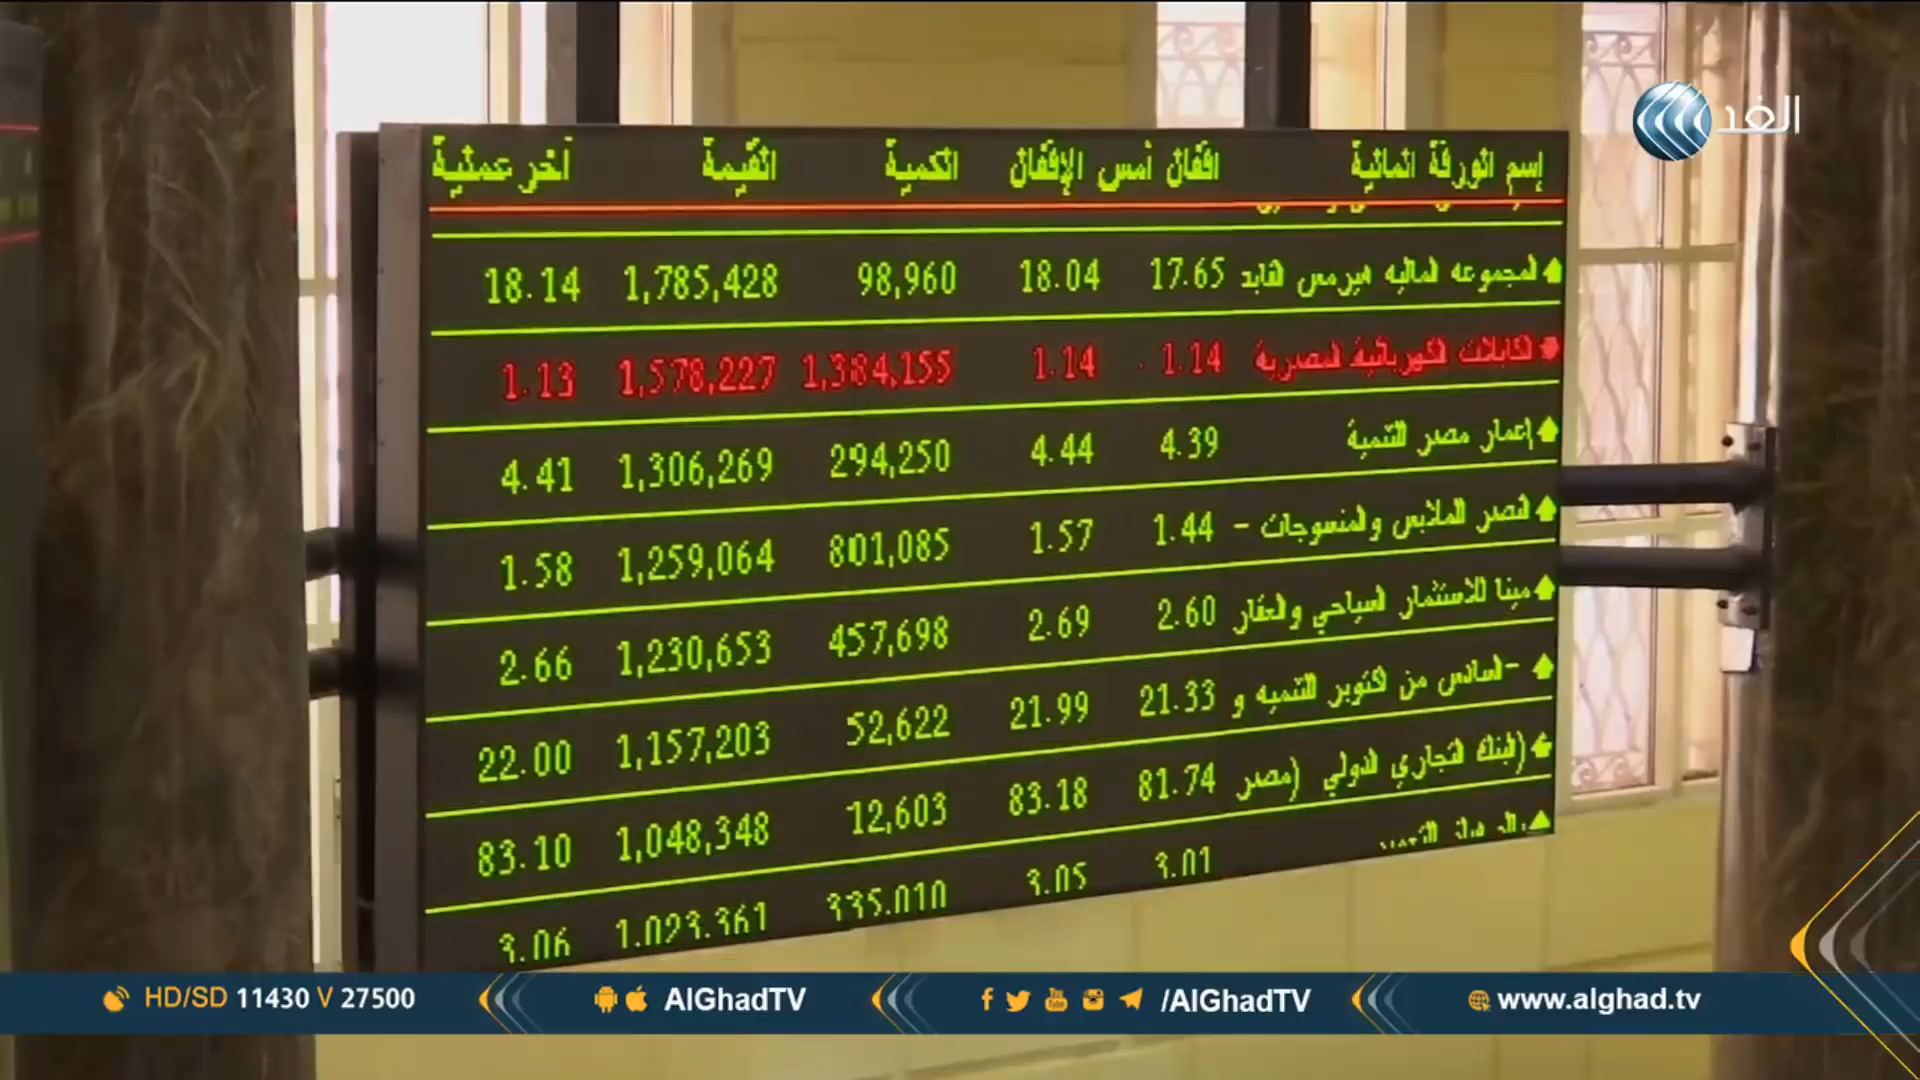 الغد
إسم الورقة المالية اقفال أمس الإقفال الكمية القيمة آخر عملية
المجموعه الماليه هيرمس القابد 17.65 18.04 98,960 1,785,428 18.14
الكابلات الكهربائية المصرية 1.14 1.14 1,384,155 1,578,227 1.13
إعمار مصر للتنمية 4.39 4.44 294,250 1,306,269 4.41
النصر للملابس والمنسوجات - 1.44 1.57 801,085 1,259,064 1.58
مينا للاستثمار السياحي والعقار 2.60 2.69 457,698 1,230,653 2.66
-السادس من اكتوبر للتنميه و 21.33 21.99 52,622 1,157,203 22.00
(البنك التجاري الدولي (مصر 81.74 83.18 12,603 1,048,348 83.10
3.01 3.05 335,010 1,023,361 3.06
HD/SD 11430 V 27500 AlGhadTV /AlGhadTV www.alghad.tv